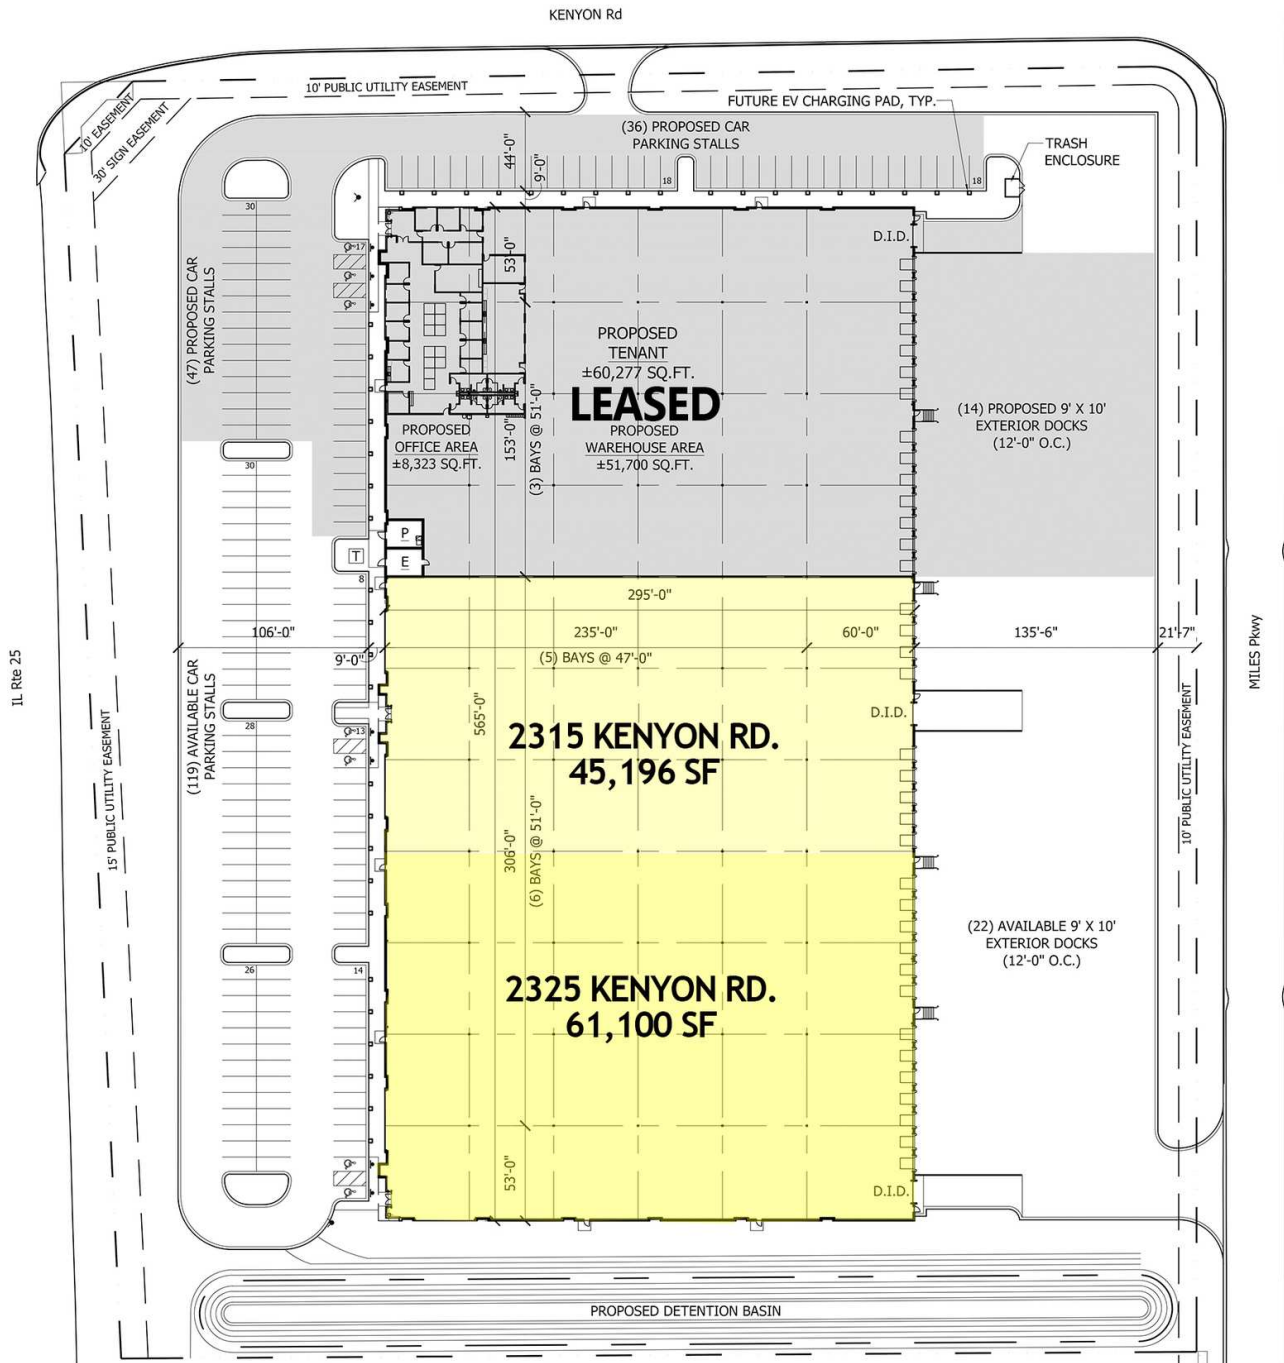 KENYON Rd
10' PUBLIC UTILITY EASEMENT
10' EASEMENT
30' SIGN EASEMENT
FUTURE EV CHARGING PAD, TYP.
(36) PROPOSED CAR
PARKING STALLS
TRASH
ENCLOSURE
44'-0"
9'-0"
18
18
30
17
D.I.D.
53'-0"
(47) PROPOSED CAR
PARKING STALLS
PROPOSED
TENANT
±60,277 SQ.FT.
LEASED
PROPOSED
WAREHOUSE AREA
±51,700 SQ.FT.
PROPOSED
OFFICE AREA
±8,323 SQ.FT.
153'-0"
(3) BAYS @ 51'-0"
(14) PROPOSED 9' X 10'
EXTERIOR DOCKS
(12'-0" O.C.)
30
P
E
T
8
295'-0"
106'-0"
9'-0"
235'-0"
60'-0"
135'-6"
21'-7"
(5) BAYS @ 47'-0"
IL Rte 25
MILES Pkwy
(119) AVAILABLE CAR
PARKING STALLS
28
13
565'-0"
D.I.D.
2315 KENYON RD.
45,196 SF
15' PUBLIC UTILITY EASEMENT
10' PUBLIC UTILITY EASEMENT
306'-0"
(6) BAYS @ 51'-0"
(22) AVAILABLE 9' X 10'
EXTERIOR DOCKS
(12'-0" O.C.)
26
14
2325 KENYON RD.
61,100 SF
53'-0"
D.I.D.
PROPOSED DETENTION BASIN